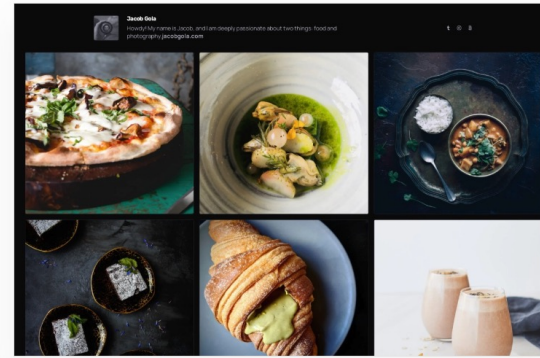 Jacob Gola
Howdy! My name is Jacob, and I am deeply passionate about two things: food and
photography.jacobgola.com